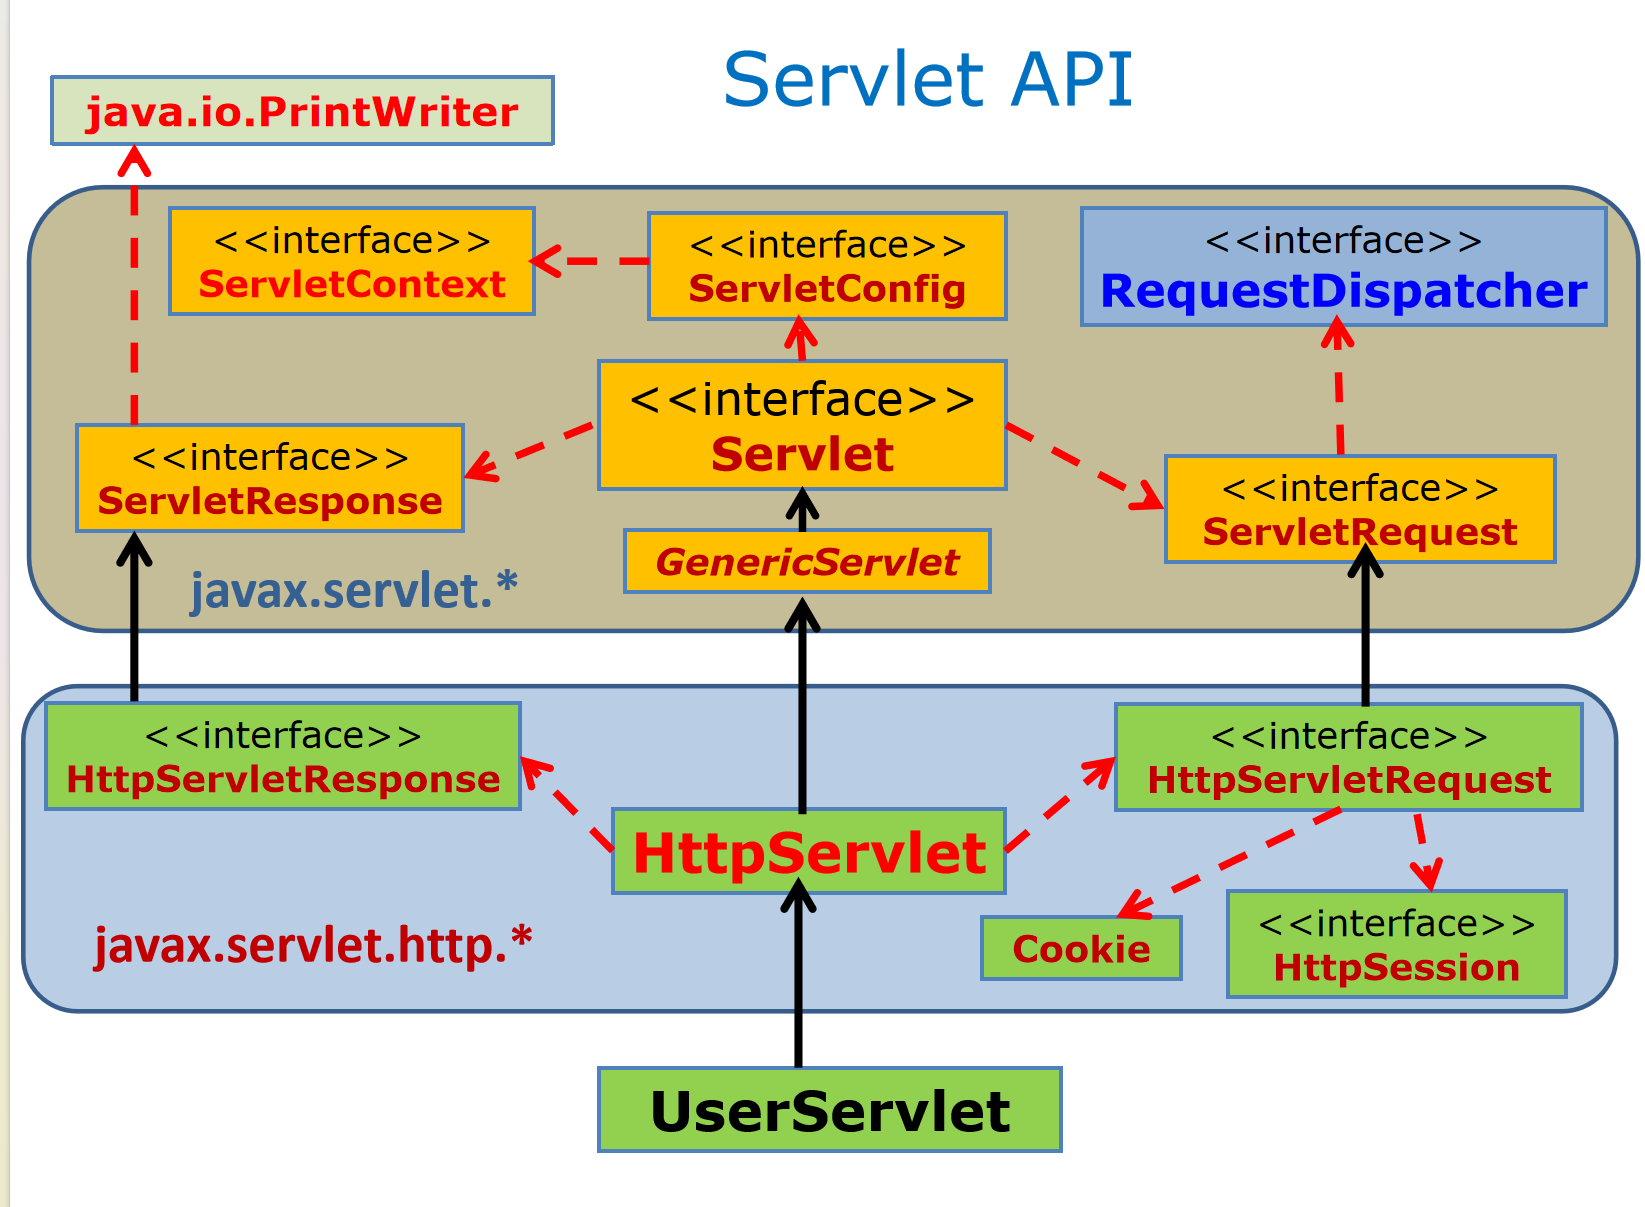 Servlet API
java.io.PrintWriter
<<interface>>
ServletContext
<<interface>>
ServletConfig
<<interface>>
RequestDispatcher
<<interface>>
Servlet
<<interface>>
ServletResponse
<<interface>>
ServletRequest
GenericServlet
javax.servlet.*
<<interface>>
HttpServletResponse
<<interface>>
HttpServletRequest
HttpServlet
javax.servlet.http.*
Cookie
<<interface>>
HttpSession
UserServlet